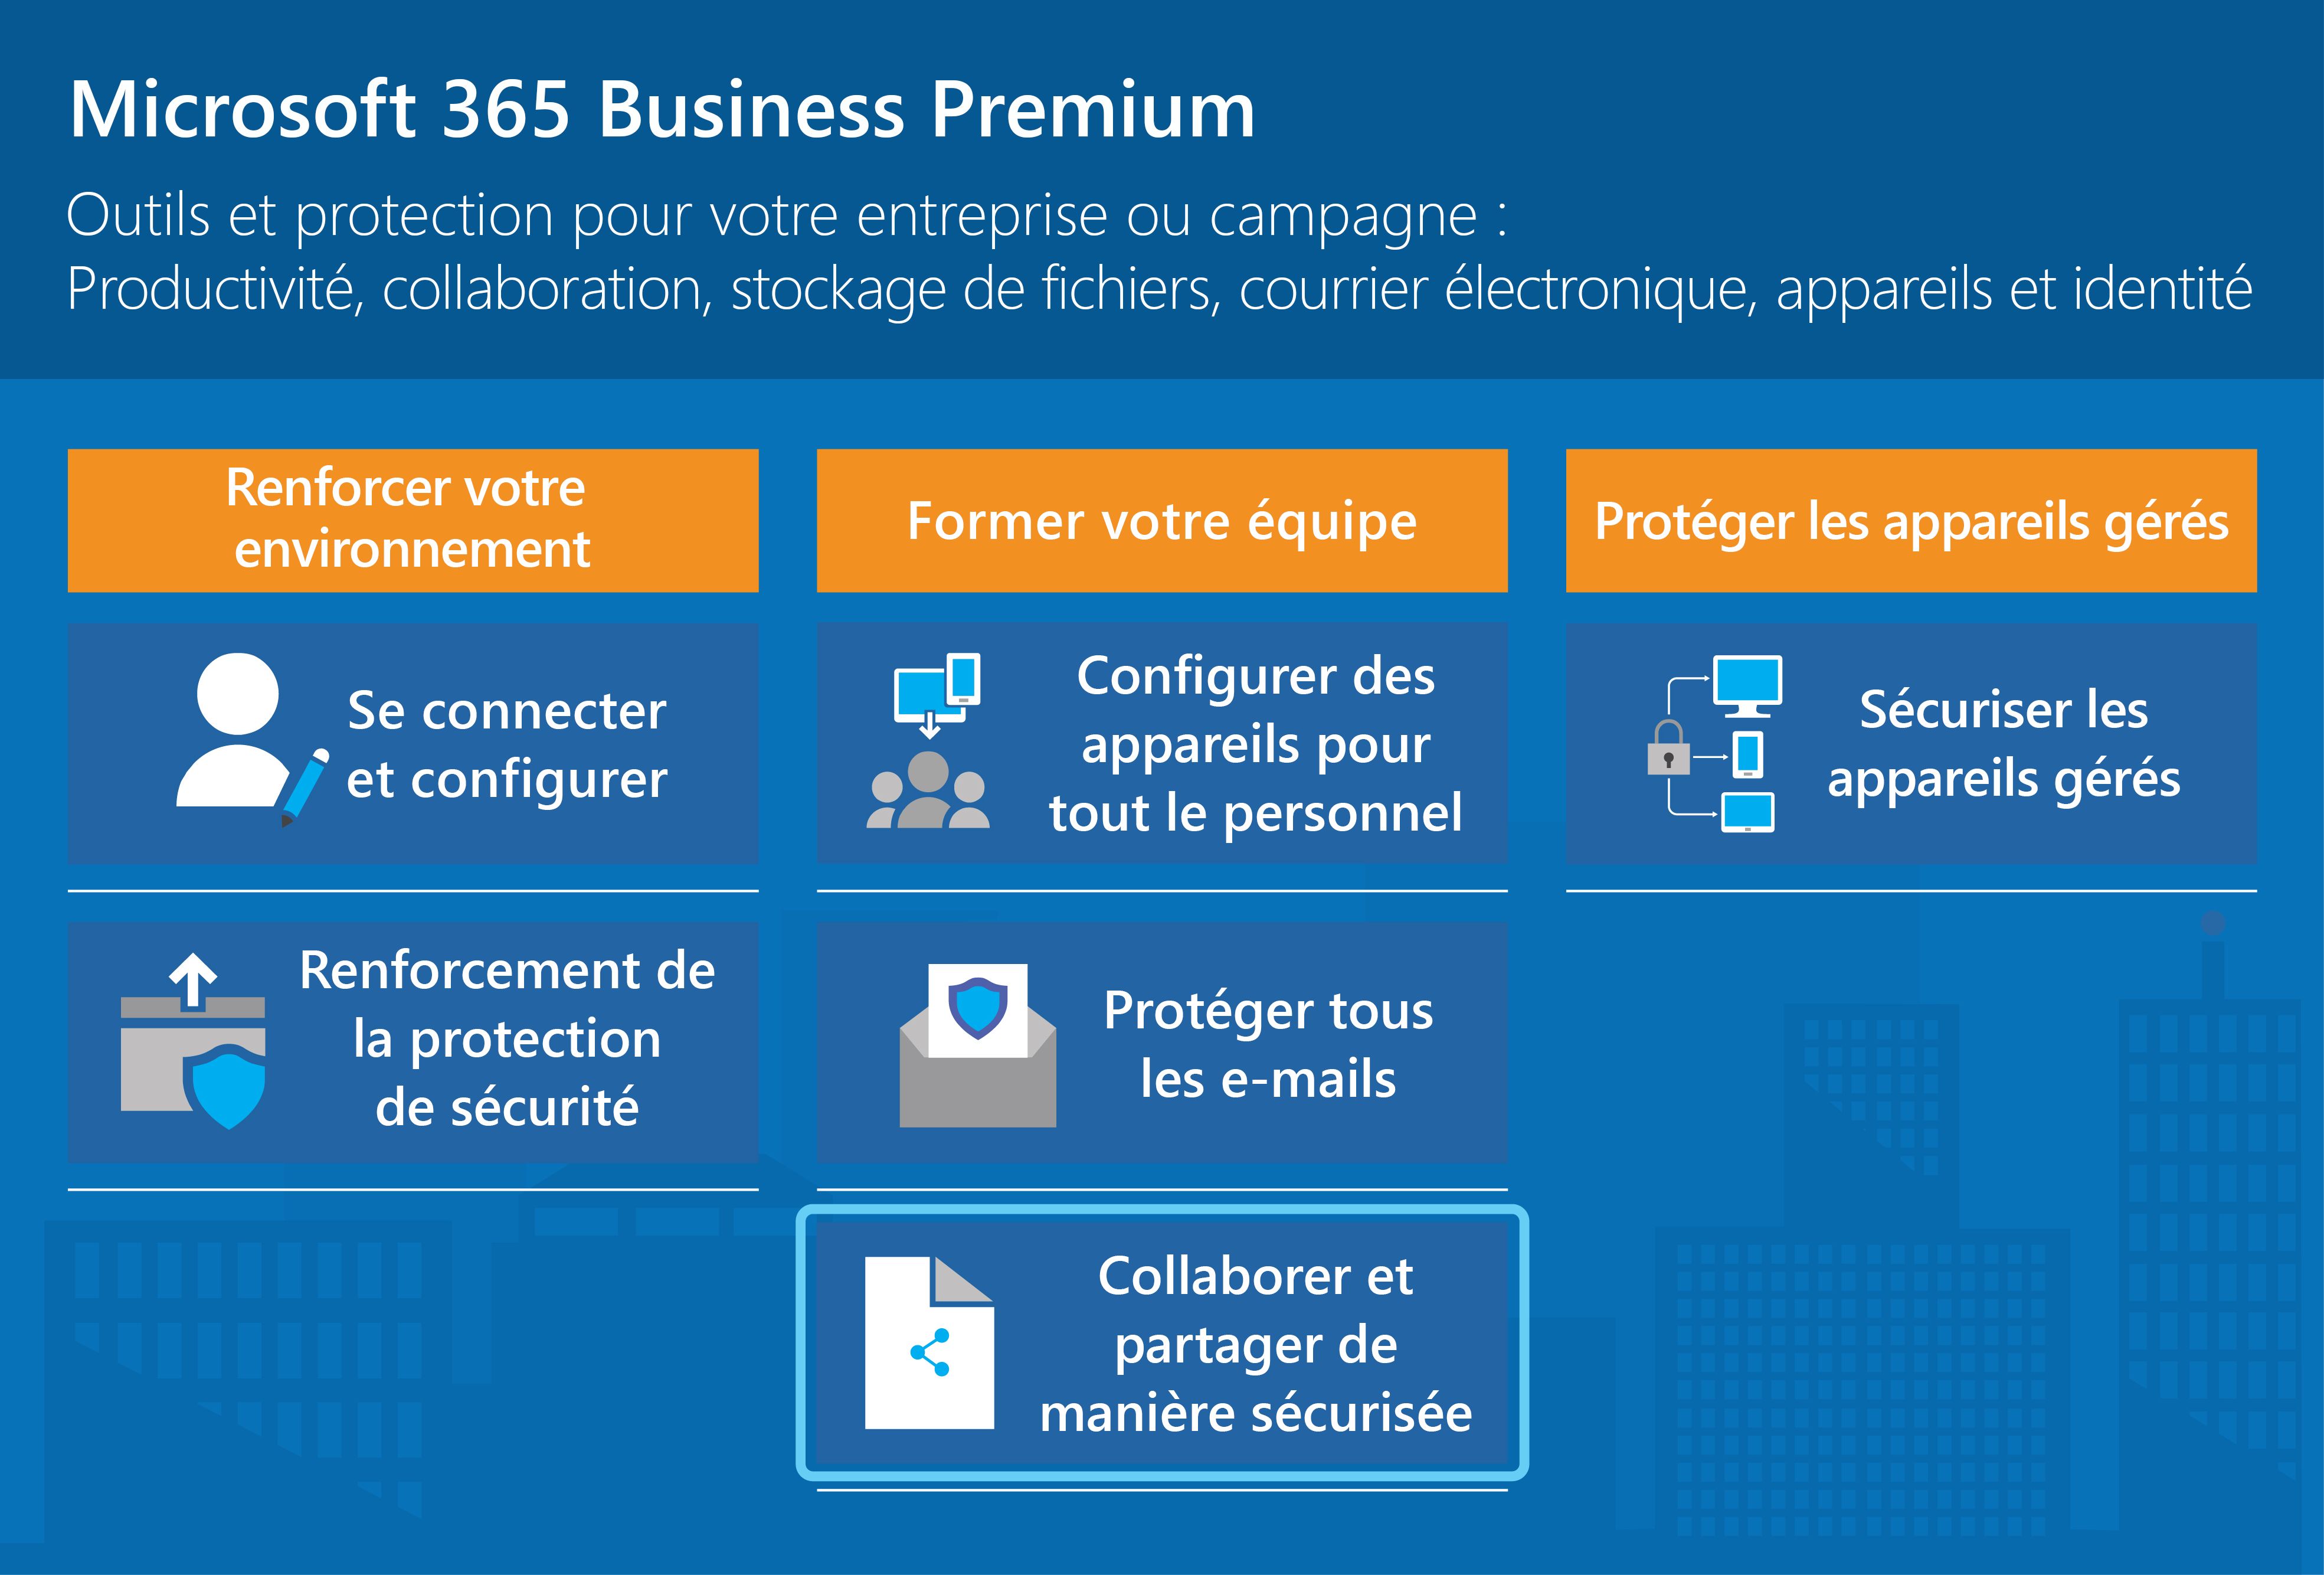 Microsoft 365 Business Premium
Outils et protection pour votre entreprise ou campagne :
Productivité, collaboration, stockage de fichiers, courrier électronique, appareils et identité
Renforcer votre
environnement
Se connecter
et configurer
Renforcement de
la protection
de sécurité
Former votre équipe
Configurer des
appareils pour
tout le personnel
Protéger tous
les e-mails
Collaborer et
partager de
manière sécurisée
Protéger les appareils gérés
Sécuriser les
appareils gérés